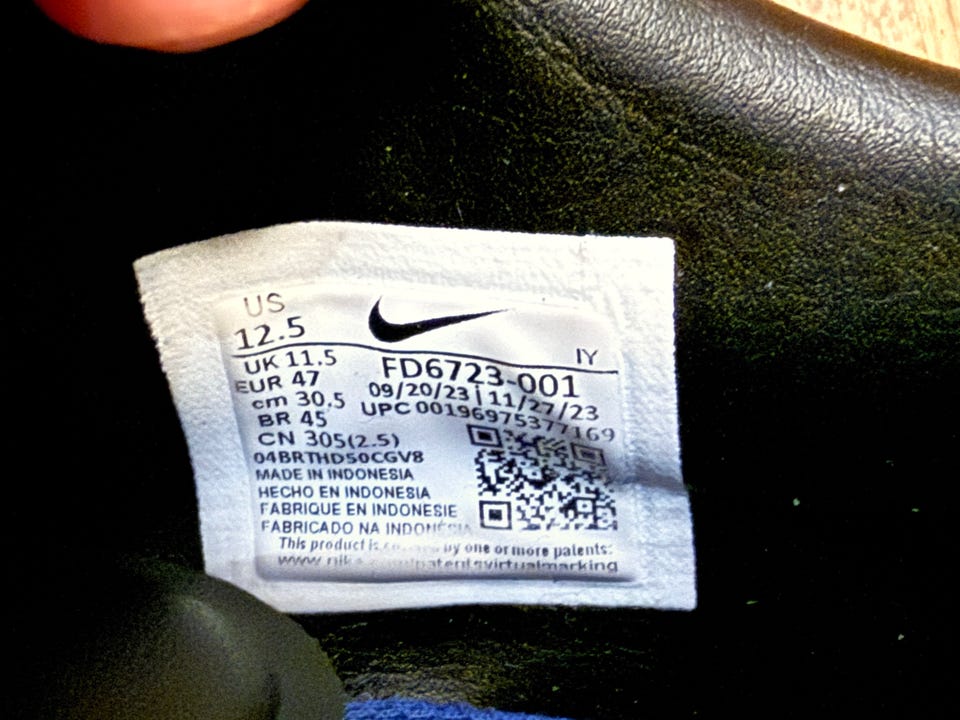 US
12.5
IY
UK 11.5
FD6723-001
EUR 47
09/20/23 | 11/27/23
cm 30.5
UPC 00196975377169
BR 45
CN 305(2.5)
04BRTHD50CGV8
MADE IN INDONESIA
HECHO EN INDONESIA
FABRIQUE EN INDONESIE
FABRICADO NA INDONÉSIA
This product is covered by one or more patents: